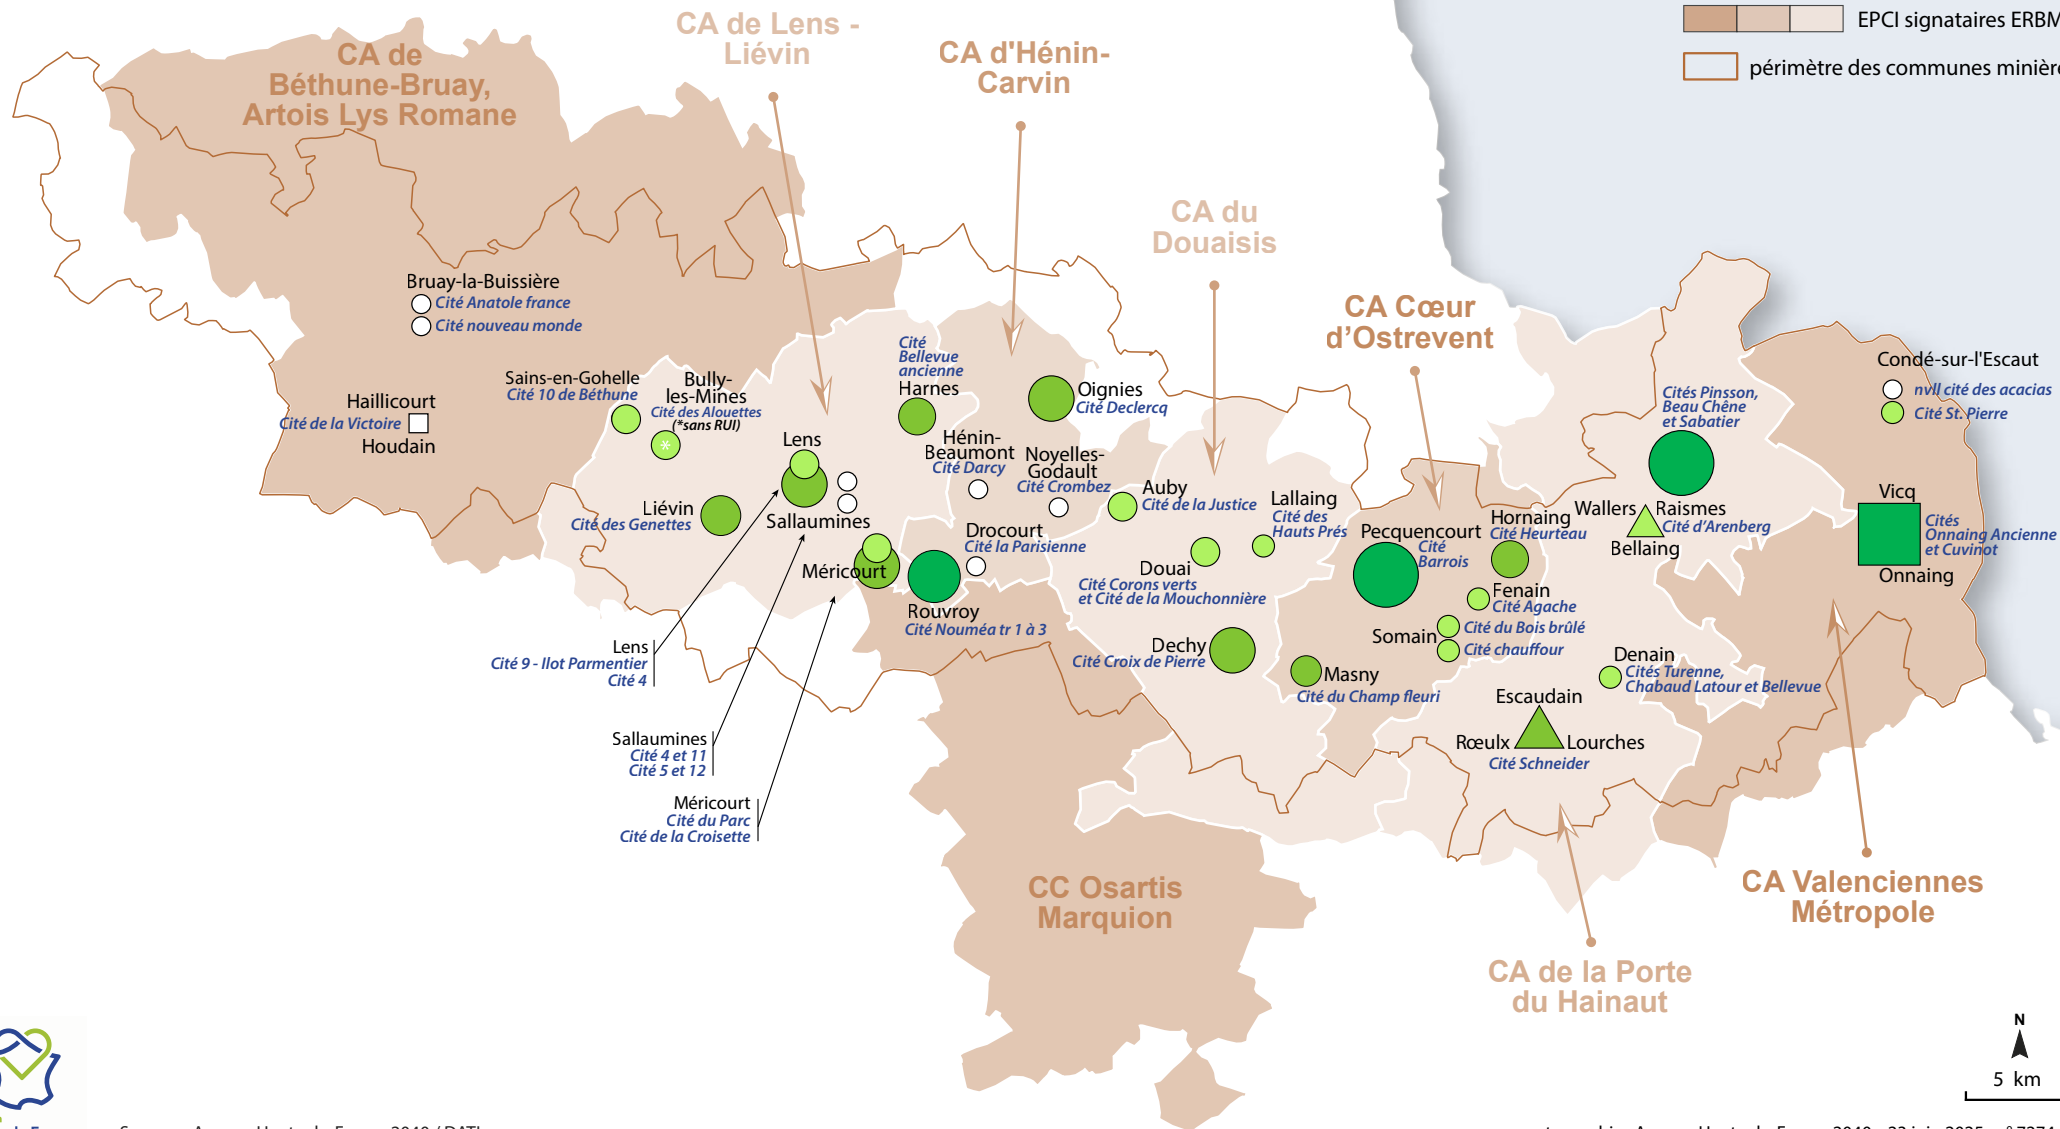 CA de
Béthune-Bruay,
Artois Lys Romane
CA de Lens -
Liévin
CA d'Hénin-
Carvin
CA du
Douaisis
CA Cœur
d’Ostrevent
EPCI signataires ERBM
périmètre des communes minière
Bruay-la-Buissière
Cité Anatole france
Cité nouveau monde
Haillicourt
Cité de la Victoire
Houdain
Sains-en-Gohelle
Cité 10 de Béthune
Bully-
les-Mines
Cité des Alouettes
(*sans RUI)
*
Liévin
Cité des Genettes
Lens
Sallaumines
Méricourt
Cité
Bellevue
ancienne
Harnes
Oignies
Cité Declercq
Hénin-
Beaumont
Cité Darcy
Noyelles-
Godault
Cité Crombez
Drocourt
Cité la Parisienne
Rouvroy
Cité Nouméa tr 1 à 3
Auby
Cité de la Justice
Lallaing
Cité des
Hauts Prés
Douai
Cité Corons verts
et Cité de la Mouchonnière
Dechy
Cité Croix de Pierre
Masny
Cité du Champ fleuri
Pecquencourt
Cité
Barrois
Hornaing
Cité Heurteau
Fenain
Cité Agache
Somain
Cité du Bois brûlé
Cité chauffour
Cités Pinsson,
Beau Chêne
et Sabatier
Wallers
Raismes
Cité d’Arenberg
Bellaing
Denain
Cités Turenne,
Chabaud Latour et Bellevue
Escaudain
Rœulx
Lourches
Cité Schneider
Condé-sur-l'Escaut
nvll cité des acacias
Cité St. Pierre
Vicq
Cités
Onnaing Ancienne
et Cuvinot
Onnaing
Lens
Cité 9 - Ilot Parmentier
Cité 4
Sallaumines
Cité 4 et 11
Cité 5 et 12
Méricourt
Cité du Parc
Cité de la Croisette
CC Osartis
Marquion
CA Valenciennes
Métropole
CA de la Porte
du Hainaut
N
5 km